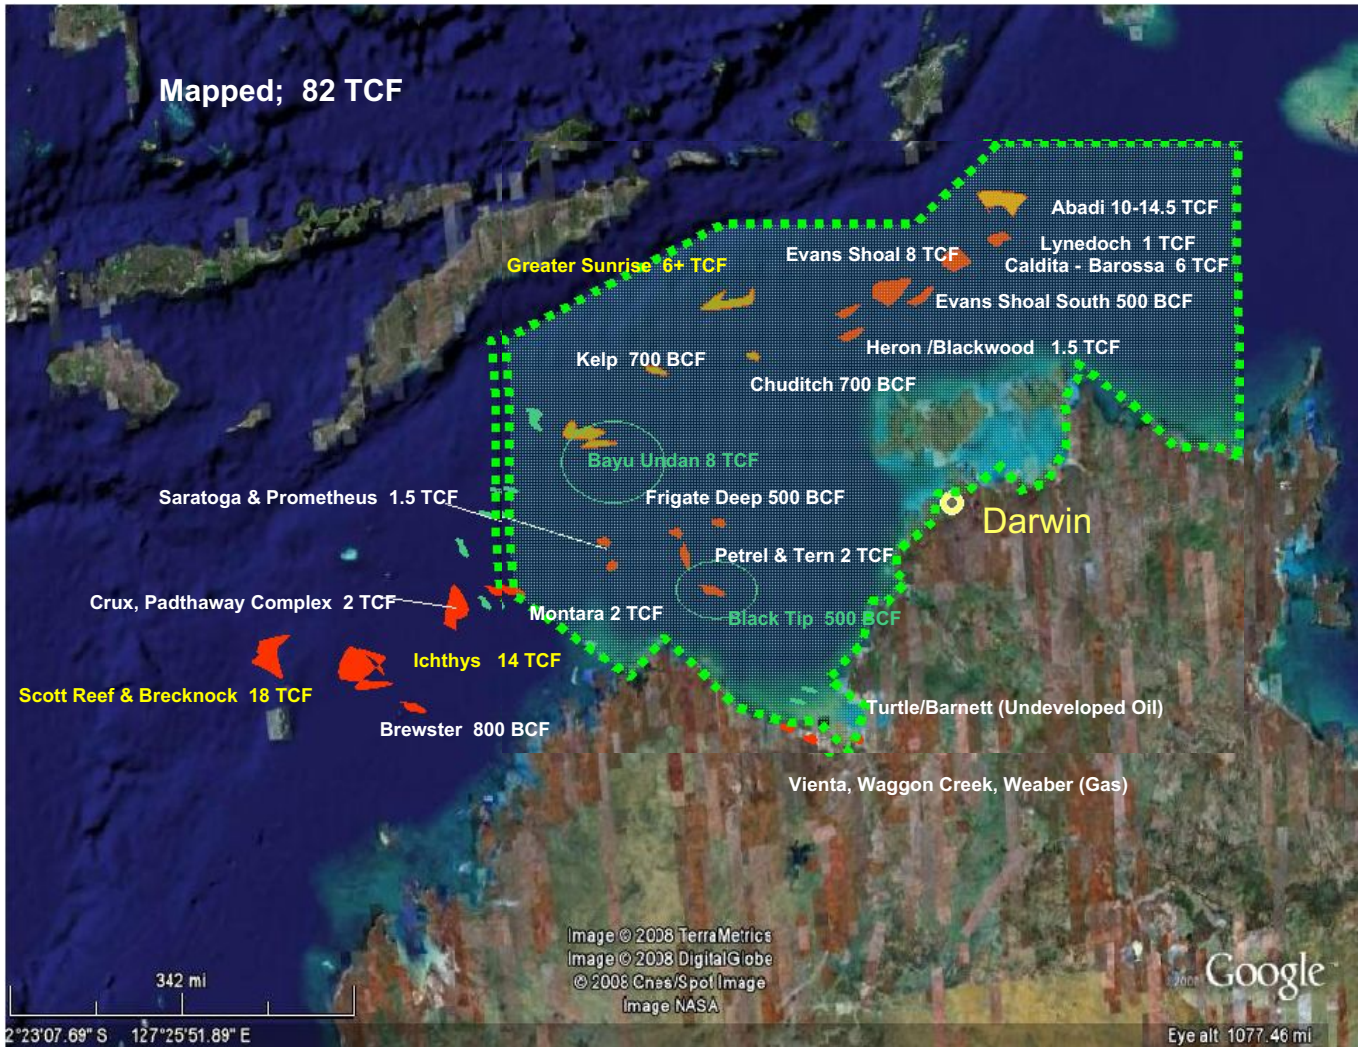 Mapped; 82 TCF
Abadi 10-14.5 TCF
Lynedoch 1 TCF
Evans Shoal 8 TCF
Caldita - Barossa 6 TCF
Greater Sunrise 6+ TCF
Evans Shoal South 500 BCF
Heron /Blackwood 1.5 TCF
Kelp 700 BCF
Chuditch 700 BCF
Bayu Undan 8 TCF
Saratoga & Prometheus 1.5 TCF
Frigate Deep 500 BCF
Darwin
Petrel & Tern 2 TCF
Crux, Padthaway Complex 2 TCF
Montara 2 TCF
Black Tip 500 BCF
Ichthys 14 TCF
Scott Reef & Brecknock 18 TCF
Turtle/Barnett (Undeveloped Oil)
Brewster 800 BCF
Vienta, Waggon Creek, Weaber (Gas)
Image © 2008 TerraMetrics
Image © 2008 DigitalGlobe
© 2008 Cnes/Spot Image
Image NASA
342 mi
Google
2°23'07.69" S 127°25'51.89" E
Eye alt 1077.46 mi